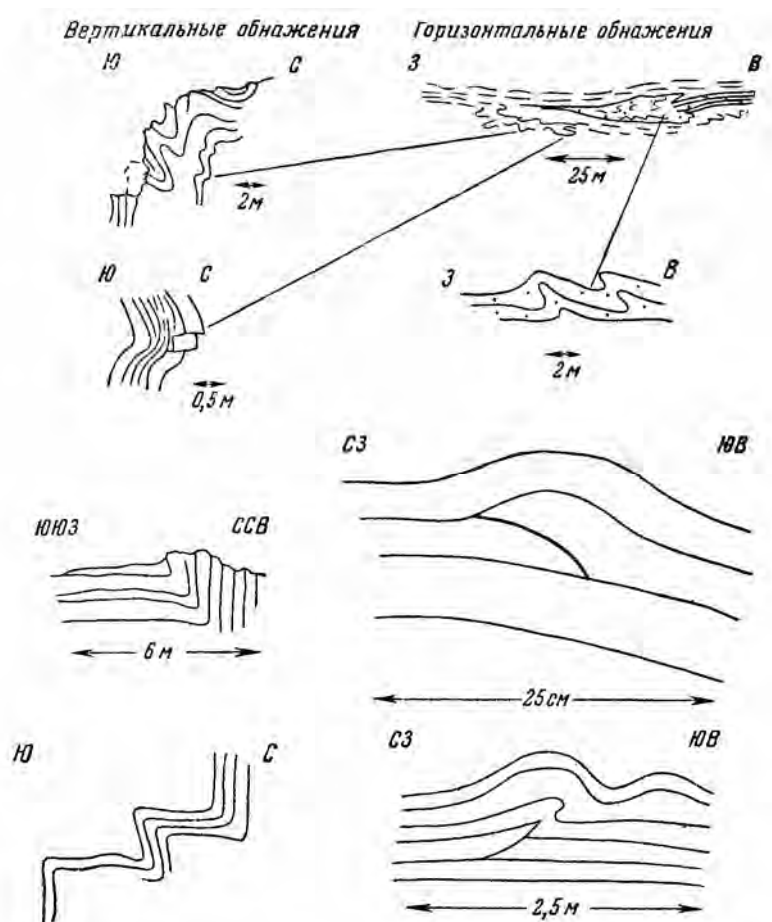 Вертикальные обнажения
Горизонтальные обнажения
Ю С
2м
З В
25м
Ю С
0,5м
З В
2м
ЮЮЗ ССВ
6м
СЗ ЮВ
25см
Ю С
СЗ ЮВ
2,5м